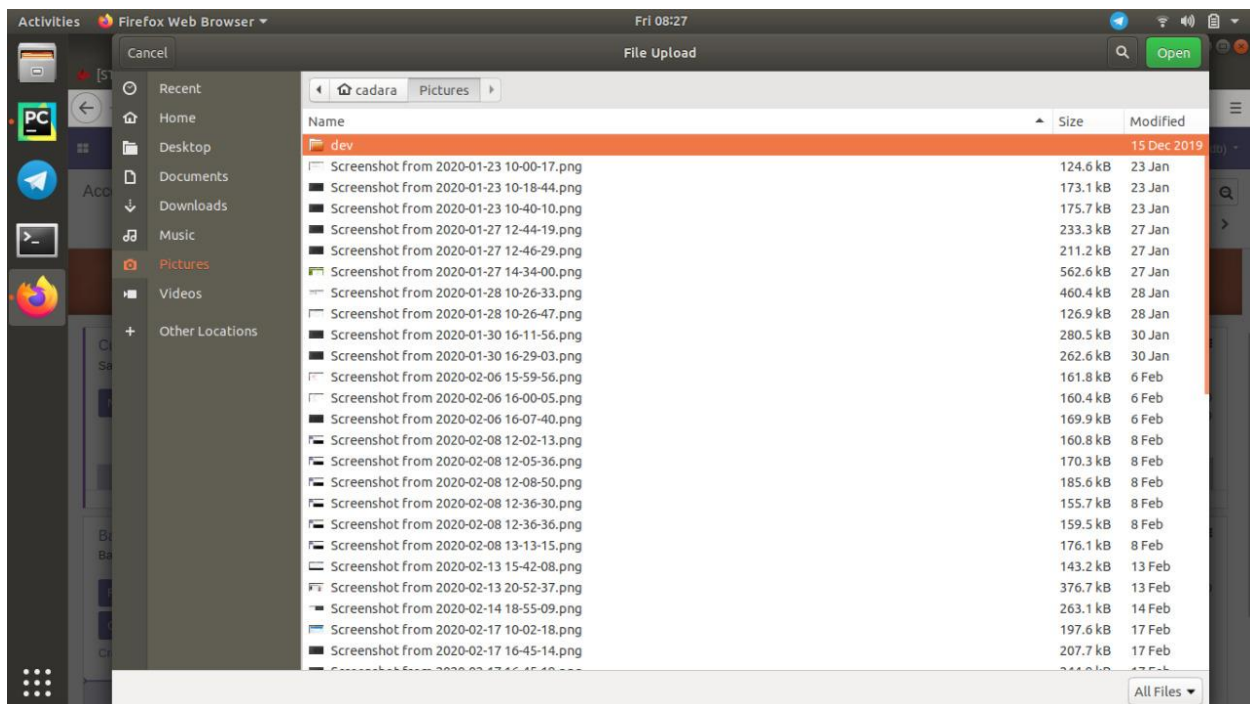 Activities Firefox Web Browser Fri 08:27
Cancel File Upload Open
Recent
Home
Desktop
Documents
Downloads
Music
Pictures
Videos
+ Other Locations
cadara Pictures
Name Size Modified
dev 15 Dec 2019
Screenshot from 2020-01-23 10-00-17.png 124.6 kB 23 Jan
Screenshot from 2020-01-23 10-18-44.png 173.1 kB 23 Jan
Screenshot from 2020-01-23 10-40-10.png 175.7 kB 23 Jan
Screenshot from 2020-01-27 12-44-19.png 233.3 kB 27 Jan
Screenshot from 2020-01-27 12-46-29.png 211.2 kB 27 Jan
Screenshot from 2020-01-27 14-34-00.png 562.6 kB 27 Jan
Screenshot from 2020-01-28 10-26-33.png 460.4 kB 28 Jan
Screenshot from 2020-01-28 10-26-47.png 126.9 kB 28 Jan
Screenshot from 2020-01-30 16-11-56.png 280.5 kB 30 Jan
Screenshot from 2020-01-30 16-29-03.png 262.6 kB 30 Jan
Screenshot from 2020-02-06 15-59-56.png 161.8 kB 6 Feb
Screenshot from 2020-02-06 16-00-05.png 160.4 kB 6 Feb
Screenshot from 2020-02-06 16-07-40.png 169.9 kB 6 Feb
Screenshot from 2020-02-08 12-02-13.png 160.8 kB 8 Feb
Screenshot from 2020-02-08 12-05-36.png 170.3 kB 8 Feb
Screenshot from 2020-02-08 12-08-50.png 185.6 kB 8 Feb
Screenshot from 2020-02-08 12-36-30.png 155.7 kB 8 Feb
Screenshot from 2020-02-08 12-36-36.png 159.5 kB 8 Feb
Screenshot from 2020-02-08 13-13-15.png 176.1 kB 8 Feb
Screenshot from 2020-02-13 15-42-08.png 143.2 kB 13 Feb
Screenshot from 2020-02-13 20-52-37.png 376.7 kB 13 Feb
Screenshot from 2020-02-14 18-55-09.png 263.1 kB 14 Feb
Screenshot from 2020-02-17 10-02-18.png 197.6 kB 17 Feb
Screenshot from 2020-02-17 16-45-14.png 207.7 kB 17 Feb
All Files
PC